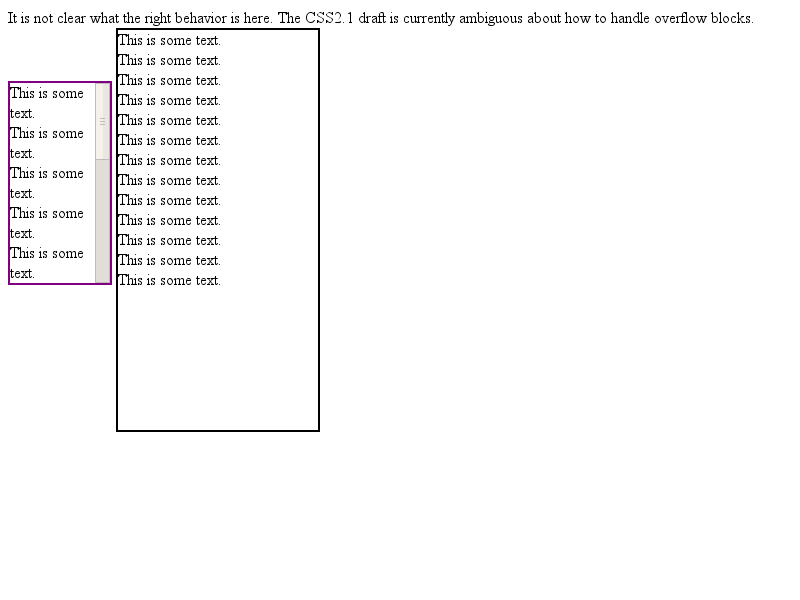 It is not clear what the right behavior is here. The CSS2.1 draft is currently ambiguous about how to handle overflow blocks.
This is some
text.
This is some
text.
This is some
text.
This is some
text.
This is some
text.
This is some text.
This is some text.
This is some text.
This is some text.
This is some text.
This is some text.
This is some text.
This is some text.
This is some text.
This is some text.
This is some text.
This is some text.
This is some text.